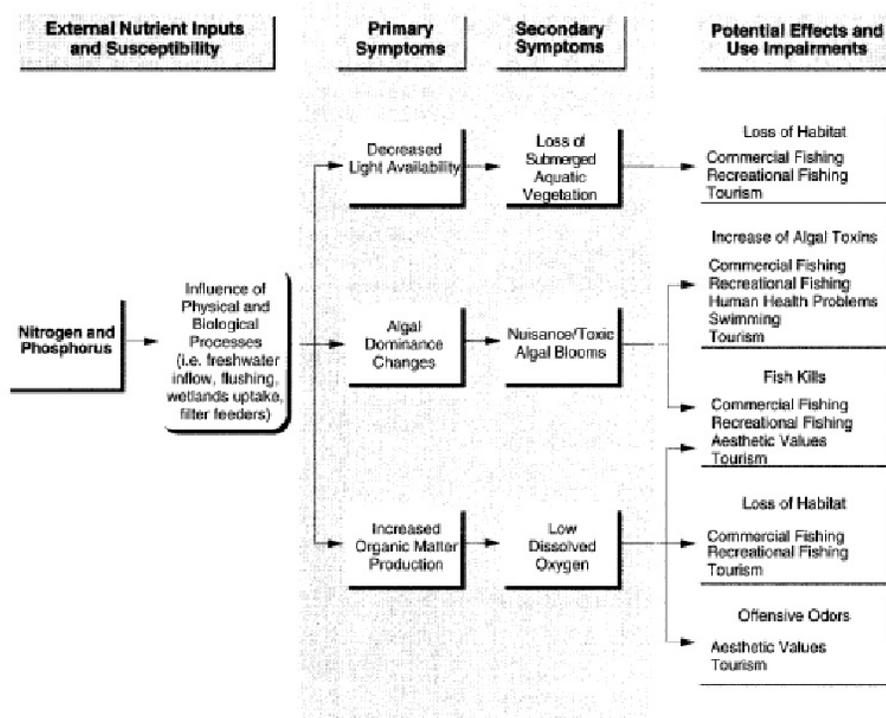 External Nutrient Inputs
and Susceptibility
Primary
Symptoms
Secondary
Symptoms
Potential Effects and
Use Impairments
Nitrogen and
Phosphorus
Influence of
Physical and
Biological
Processes
(i.e. freshwater
inflow, flushing,
wetlands uptake,
filter feeders)
Decreased
Light Availability
Loss of
Submerged
Aquatic
Vegetation
Loss of Habitat
Commercial Fishing
Recreational Fishing
Tourism
Algal
Dominance
Changes
Nuisance/Toxic
Algal Blooms
Increase of Algal Toxins
Commercial Fishing
Recreational Fishing
Human Health Problems
Swimming
Tourism
Fish Kills
Commercial Fishing
Recreational Fishing
Aesthetic Values
Tourism
Increased
Organic Matter
Production
Low
Dissolved
Oxygen
Loss of Habitat
Commercial Fishing
Recreational Fishing
Tourism
Offensive Odors
Aesthetic Values
Tourism